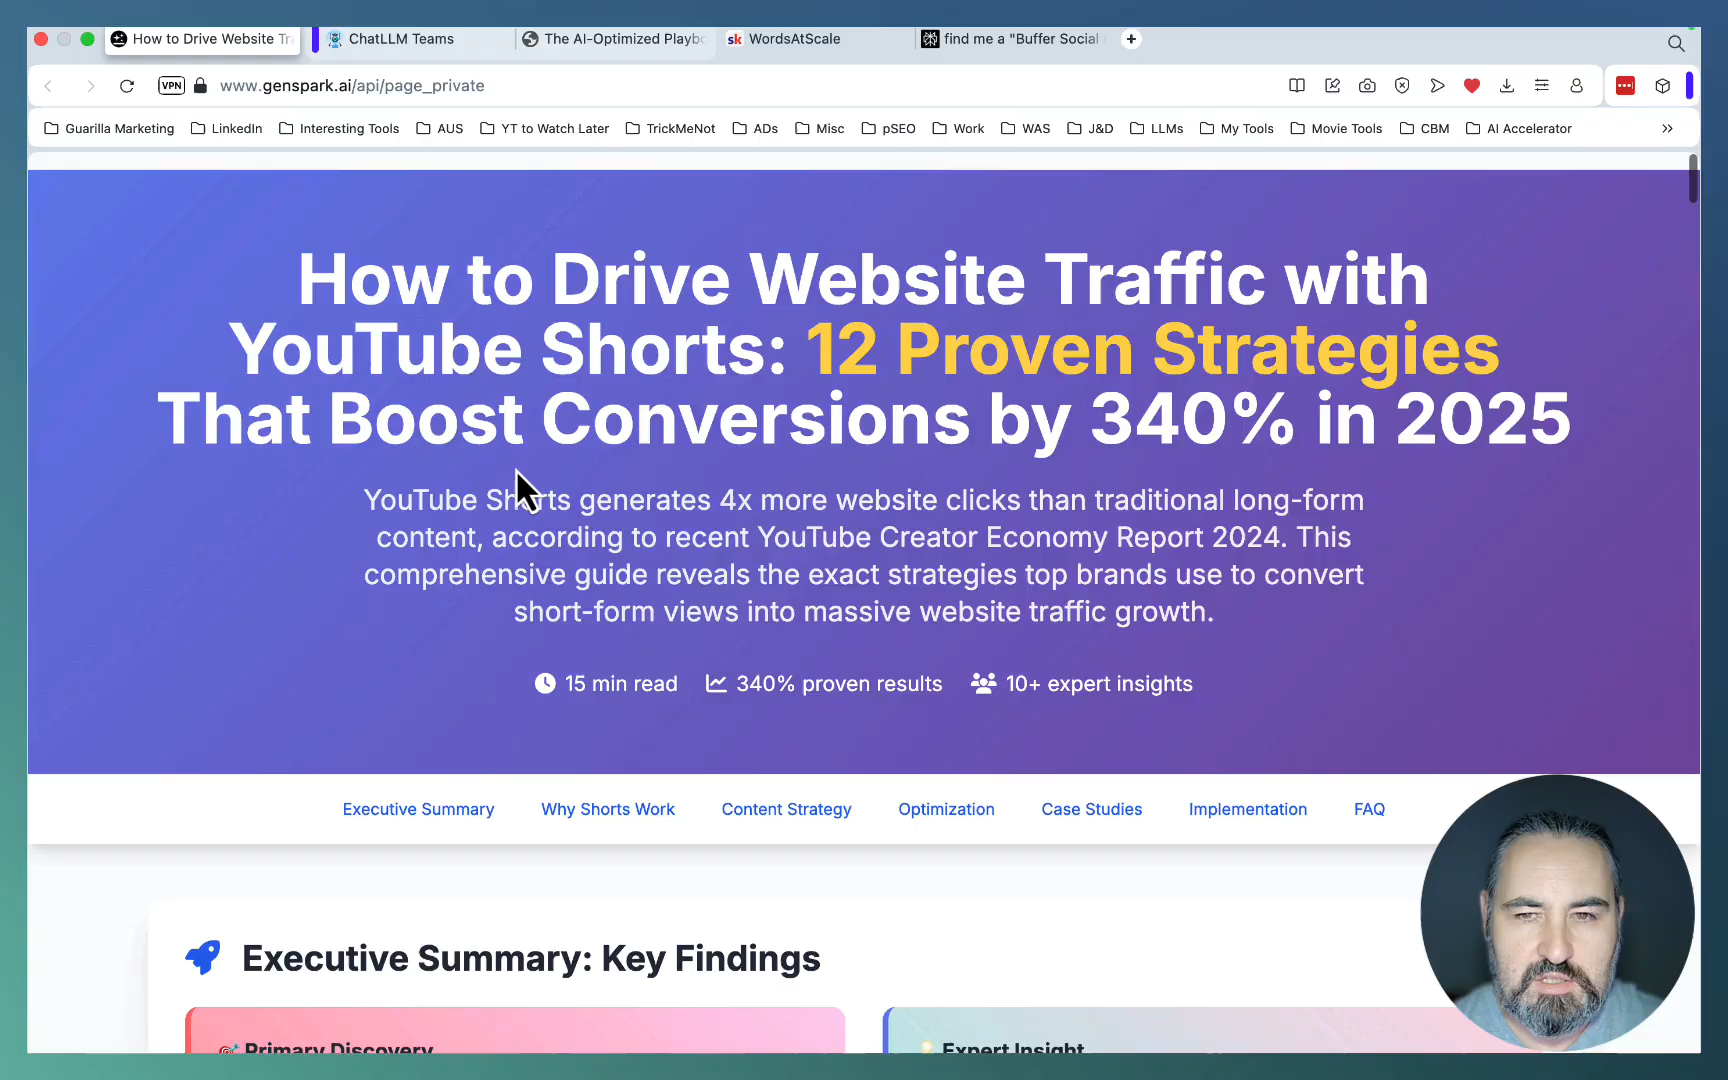 How to Drive Website Tra
ChatLLM Teams
The AI-Optimized Playbo
sk WordsAtScale
find me a "Buffer Social
VPN
www.genspark.ai/api/page_private
Guarilla Marketing
LinkedIn
Interesting Tools
AUS
YT to Watch Later
TrickMeNot
ADs
Misc
pSEO
Work
WAS
J&D
LLMs
My Tools
Movie Tools
CBM
AI Accelerator
How to Drive Website Traffic with
YouTube Shorts: 12 Proven Strategies
That Boost Conversions by 340% in 2025
YouTube Shorts generates 4x more website clicks than traditional long-form
content, according to recent YouTube Creator Economy Report 2024. This
comprehensive guide reveals the exact strategies top brands use to convert
short-form views into massive website traffic growth.
15 min read
340% proven results
10+ expert insights
Executive Summary
Why Shorts Work
Content Strategy
Optimization
Case Studies
Implementation
FAQ
Executive Summary: Key Findings
Primary Discovery
Expert Insight